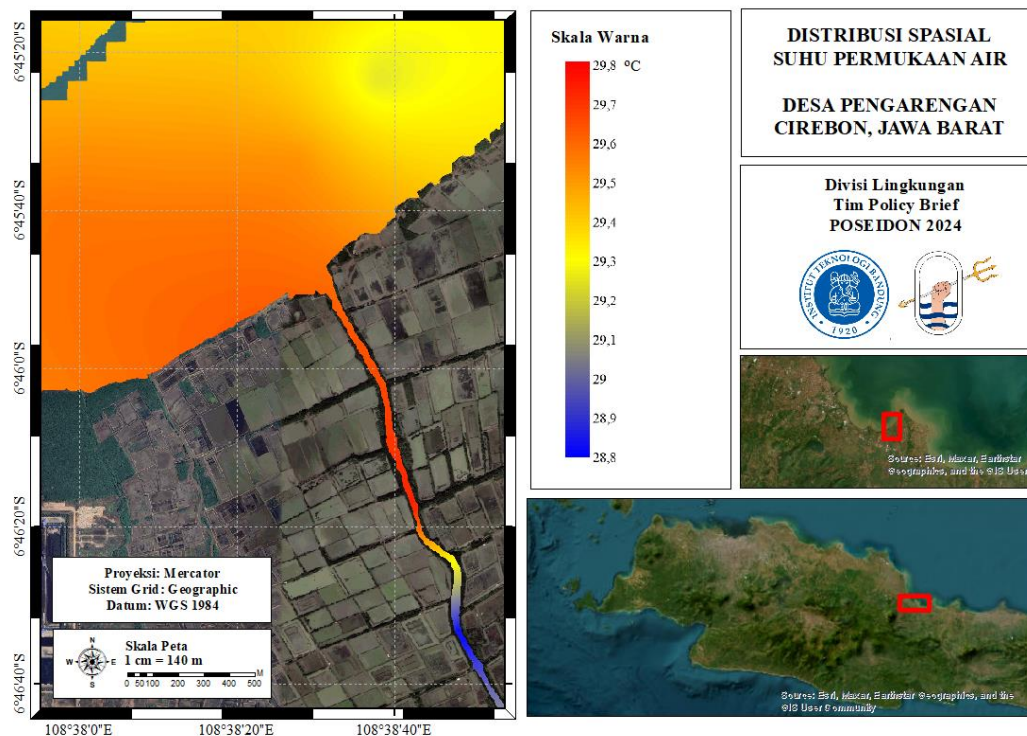 6°45'20"S
6°45'40"S
6°46'0"S
6°46'20"S
6°46'40"S
108°38'0"E
108°38'20"E
108°38'40"E
Proyeksi: Mercator
Sistem Grid: Geographic
Datum: WGS 1984
N
W
E
S
Skala Peta
1 cm = 140 m
0 50 100 200 300 400 500
M
Skala Warna
29,8 °C
29,7
29,6
29,5
29,4
29,3
29,2
29,1
29
28,9
28,8
DISTRIBUSI SPASIAL
SUHU PERMUKAAN AIR
DESA PENGARENGAN
CIREBON, JAWA BARAT
Divisi Lingkungan
Tim Policy Brief
POSEIDON 2024
INSTITUT TEKNOLOGI BANDUNG
1920
Source: Esri, Maxar, Earthstar
Geographics, and the GIS User
Source: Esri, Maxar, Earthstar Geographics, and the
GIS User Community